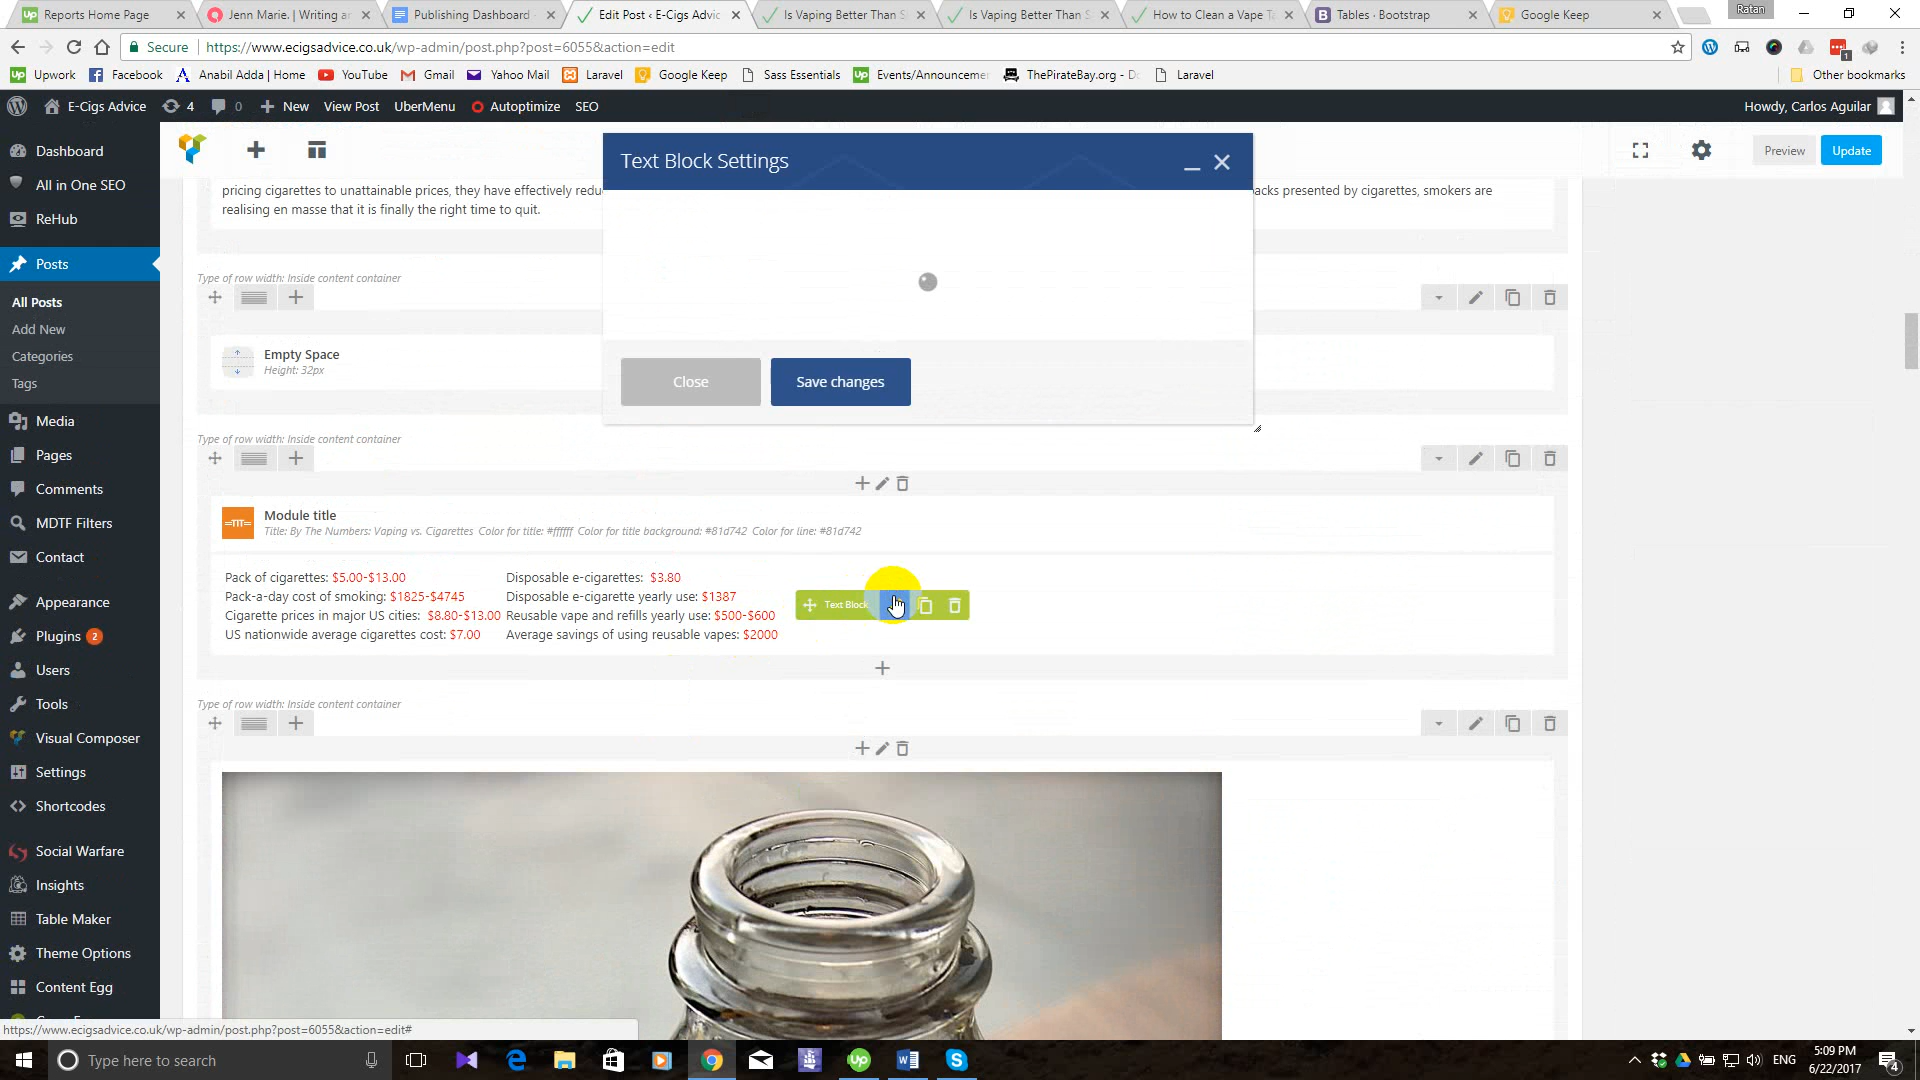 Reports Home Page
Jenn Marie. | Writing a
Publishing Dashboard
Edit Post ‹ E-Cigs Advic
Is Vaping Better Than S
Is Vaping Better Than S
How to Clean a Vape Ta
Tables · Bootstrap
Google Keep
Ratan
Secure
https://www.ecigsadvice.co.uk/wp-admin/post.php?post=6055&action=edit
Upwork
Facebook
Anabil Adda | Home
YouTube
Gmail
Yahoo Mail
Laravel
Google Keep
Sass Essentials
Events/Announceme
ThePirateBay.org - Do
Laravel
Other bookmarks
E-Cigs Advice
4
0
New
View Post
UberMenu
Autoptimize
SEO
Howdy, Carlos Aguilar
Dashboard
All in One SEO
ReHub
Posts
All Posts
Add New
Categories
Tags
Media
Pages
Comments
MDTF Filters
Contact
Appearance
Plugins 2
Users
Tools
Visual Composer
Settings
Shortcodes
Social Warfare
Insights
Table Maker
Theme Options
Content Egg
Preview
Update
Text Block Settings
pricing cigarettes to unattainable prices, they have effectively redu
acks presented by cigarettes, smokers are
realising en masse that it is finally the right time to quit.
Close
Save changes
Type of row width: Inside content container
Empty Space
Height: 32px
Type of row width: Inside content container
=TIT=
Module title
Title: By The Numbers: Vaping vs. Cigarettes Color for title: #ffffff Color for title background: #81d742 Color for line: #81d742
Pack of cigarettes: $5.00-$13.00
Disposable e-cigarettes: $3.80
Pack-a-day cost of smoking: $1825-$4745
Disposable e-cigarette yearly use: $1387
Cigarette prices in major US cities: $8.80-$13.00
Reusable vape and refills yearly use: $500-$600
US nationwide average cigarettes cost: $7.00
Average savings of using reusable vapes: $2000
Text Block
Type of row width: Inside content container
https://www.ecigsadvice.co.uk/wp-admin/post.php?post=6055&action=edit#
Type here to search
ENG
5:09 PM
6/22/2017
4